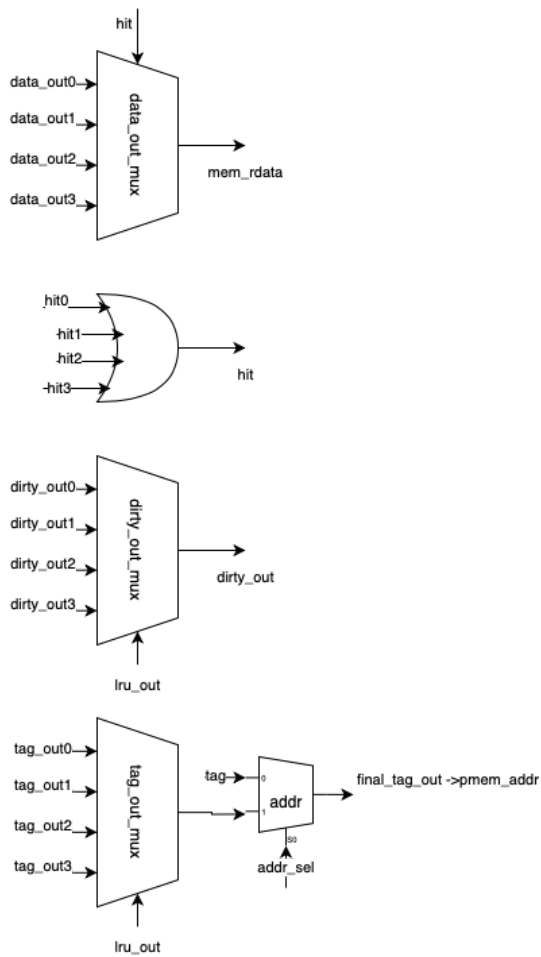 hit
data_out0
data_out1
data_out2
data_out3
data_out_mux
mem_rdata
hit0
hit1
hit2
hit3
hit
dirty_out0
dirty_out1
dirty_out2
dirty_out3
dirty_out_mux
dirty_out
lru_out
tag_out0
tag_out1
tag_out2
tag_out3
tag_out_mux
lru_out
tag
0
1
addr
S0
addr_sel
final_tag_out ->pmem_addr